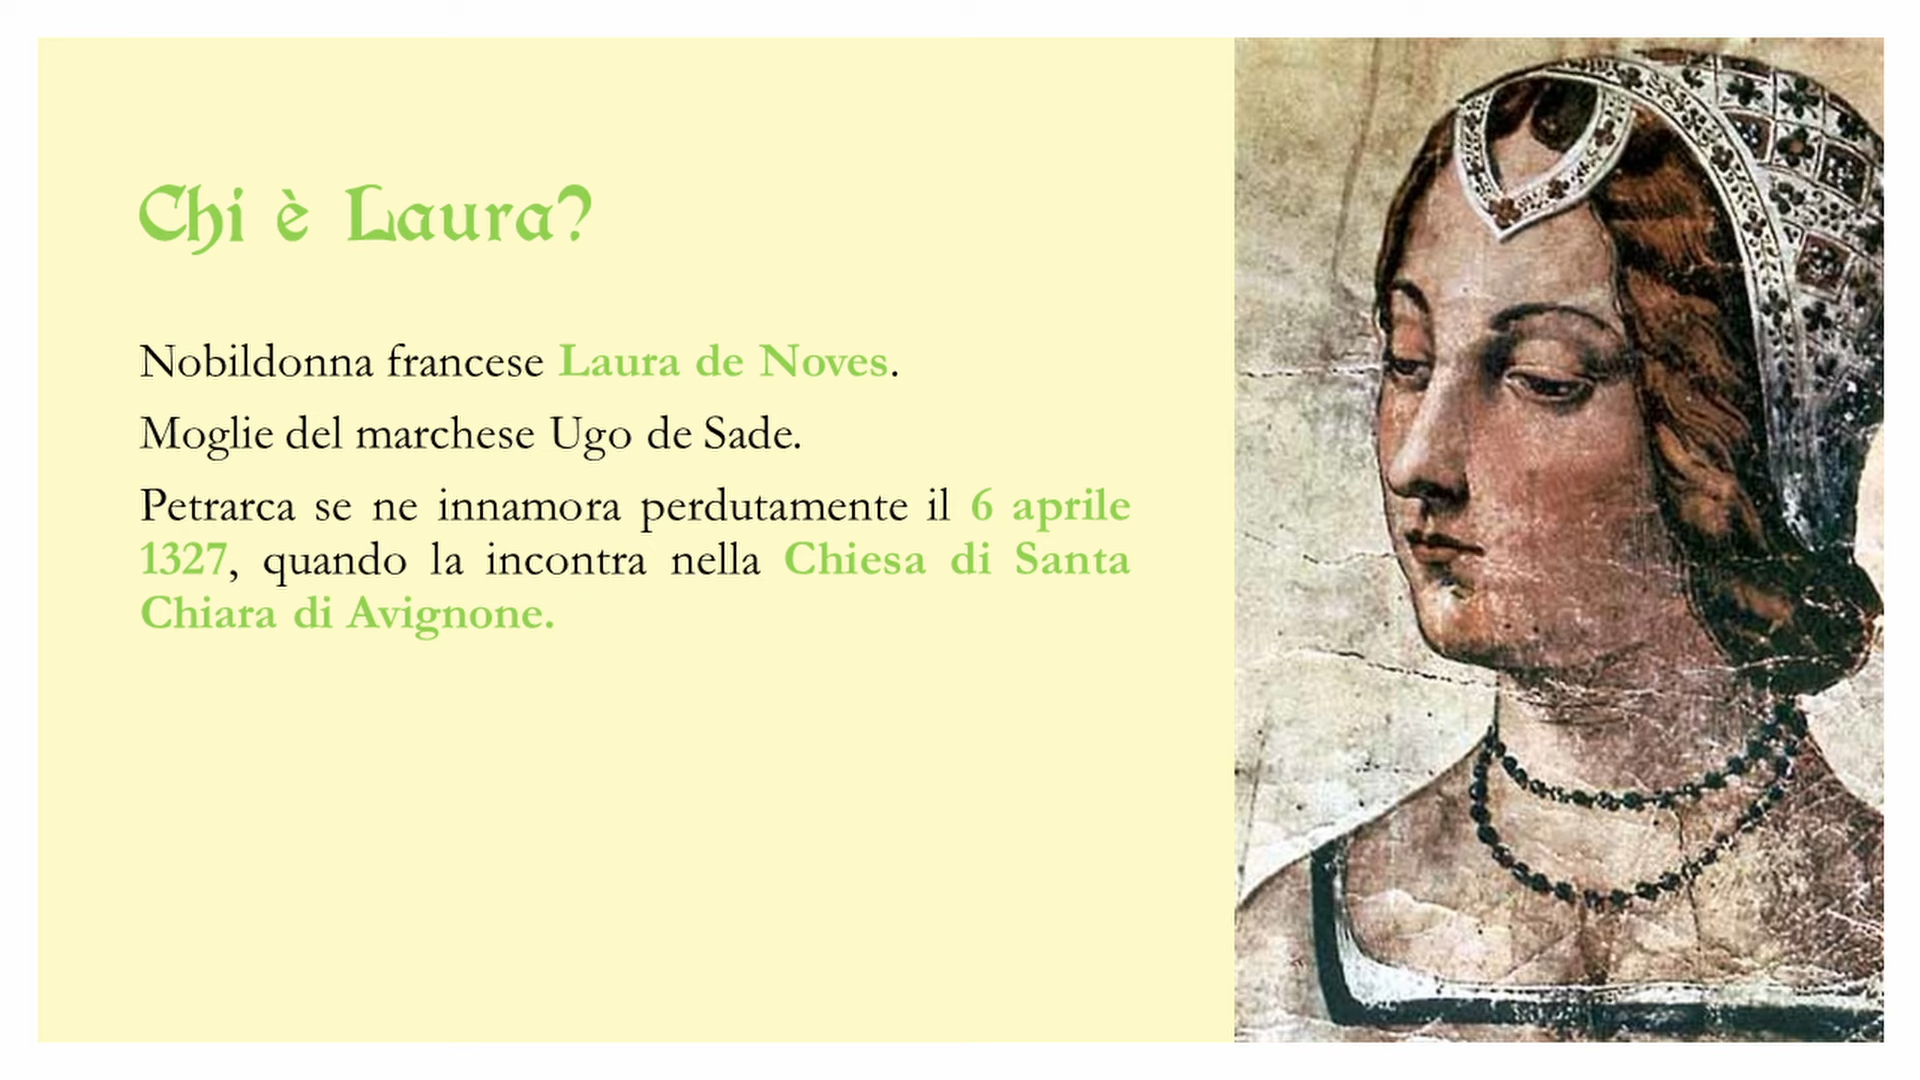 Chi è Laura?
Nobildonna francese Laura de Noves.
Moglie del marchese Ugo de Sade.
Petrarca se ne innamora perdutamente il 6 aprile
1327, quando la incontra nella Chiesa di Santa
Chiara di Avignone.